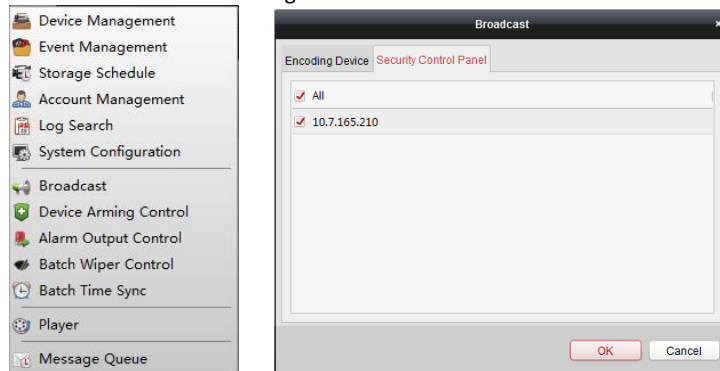 Device Management
Event Management
Storage Schedule
Account Management
Log Search
System Configuration
Broadcast
Device Arming Control
Alarm Output Control
Batch Wiper Control
Batch Time Sync
Player
Message Queue
Broadcast
Encoding Device Security Control Panel
All
10.7.165.210
OK Cancel